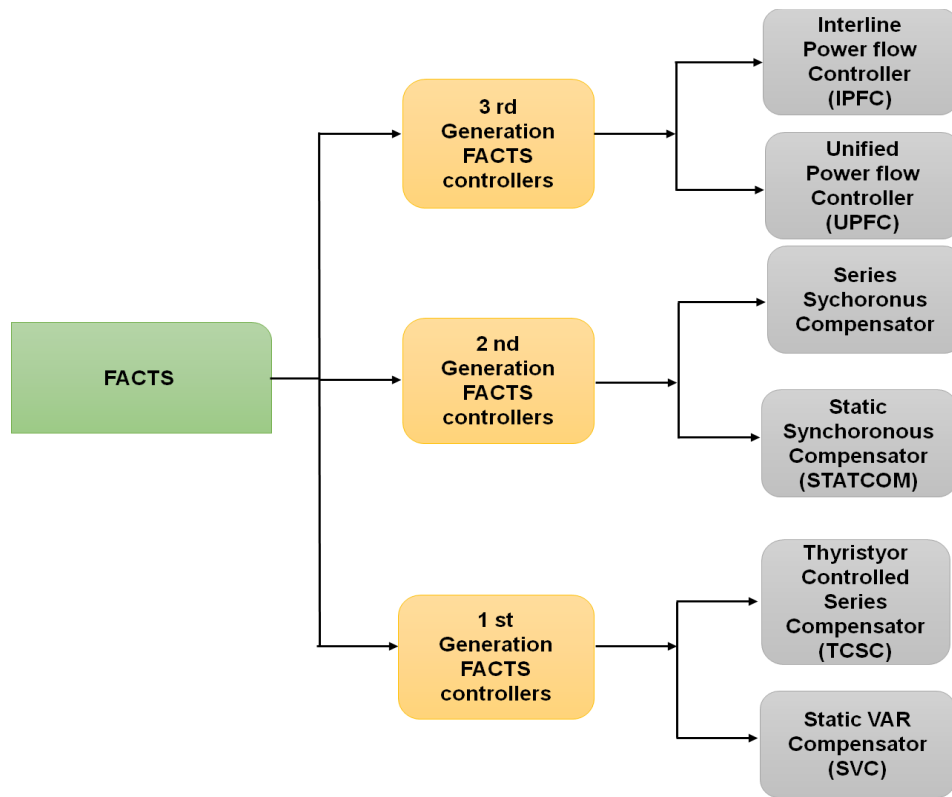 FACTS
3 rd
Generation
FACTS
controllers
Interline
Power flow
Controller
(IPFC)
Unified
Power flow
Controller
(UPFC)
2 nd
Generation
FACTS
controllers
Series
Sychoronus
Compensator
Static
Synchoronous
Compensator
(STATCOM)
1 st
Generation
FACTS
controllers
Thyristyor
Controlled
Series
Compensator
(TCSC)
Static VAR
Compensator
(SVC)